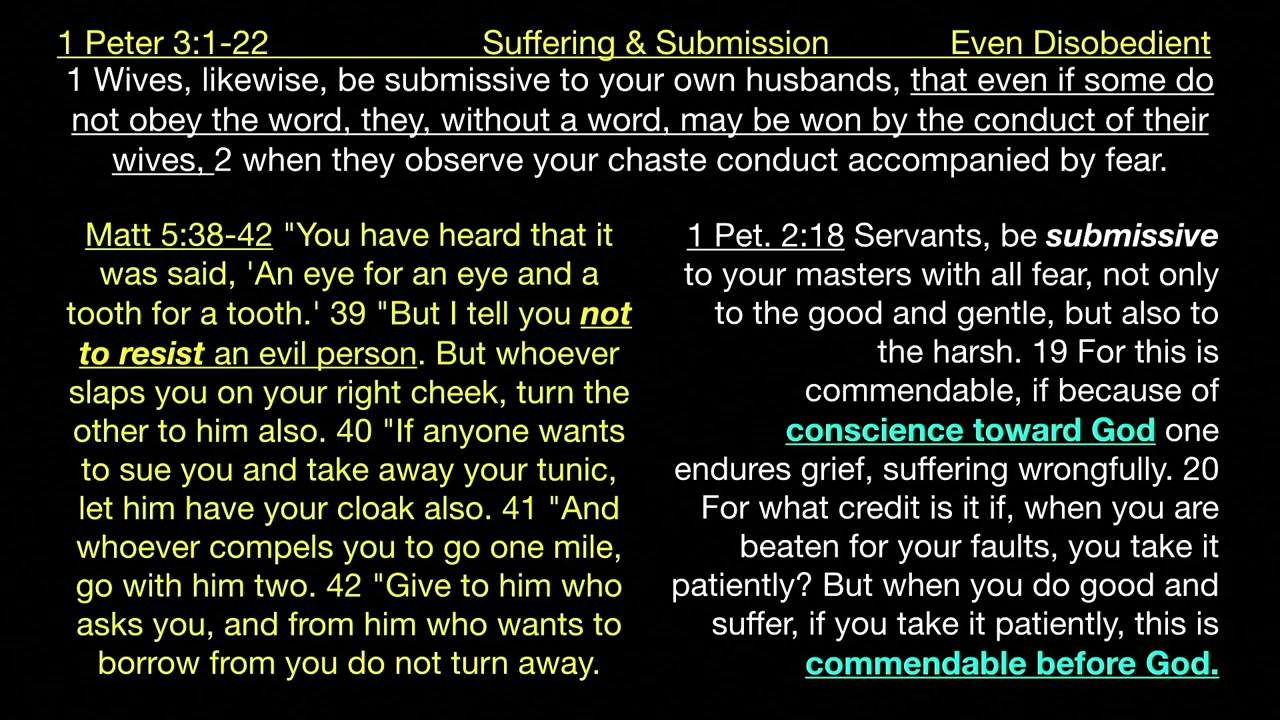 1 Peter 3:1-22 Suffering & Submission Even Disobedient
1 Wives, likewise, be submissive to your own husbands, that even if some do
not obey the word, they, without a word, may be won by the conduct of their
wives, 2 when they observe your chaste conduct accompanied by fear.
Matt 5:38-42 "You have heard that it
was said, 'An eye for an eye and a
tooth for a tooth.' 39 "But I tell you not
to resist an evil person. But whoever
slaps you on your right cheek, turn the
other to him also. 40 "If anyone wants
to sue you and take away your tunic,
let him have your cloak also. 41 "And
whoever compels you to go one mile,
go with him two. 42 "Give to him who
asks you, and from him who wants to
borrow from you do not turn away.
1 Pet. 2:18 Servants, be submissive
to your masters with all fear, not only
to the good and gentle, but also to
the harsh. 19 For this is
commendable, if because of
conscience toward God one
endures grief, suffering wrongfully. 20
For what credit is it if, when you are
beaten for your faults, you take it
patiently? But when you do good and
suffer, if you take it patiently, this is
commendable before God.